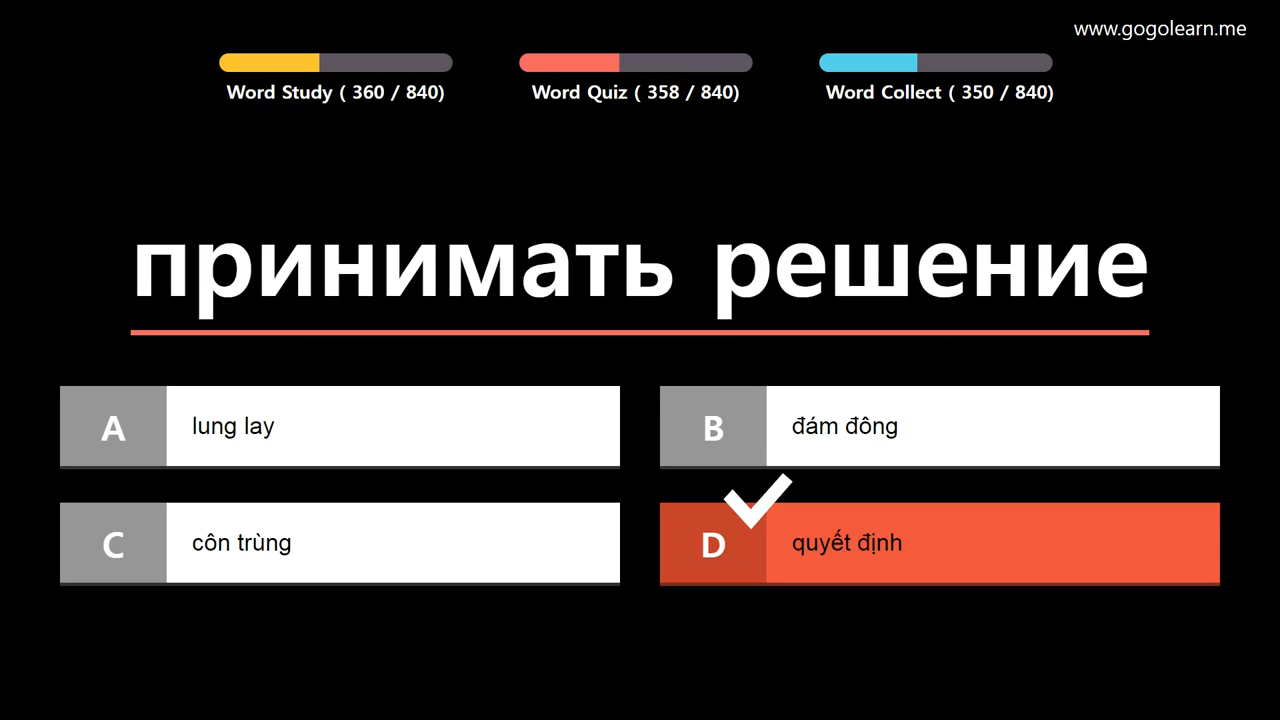 www.gogolearn.me
Word Study ( 360 / 840)
Word Quiz ( 358 / 840)
Word Collect ( 350 / 840)
принимать решение
A lung lay
B đám đông
C côn trùng
D quyết định